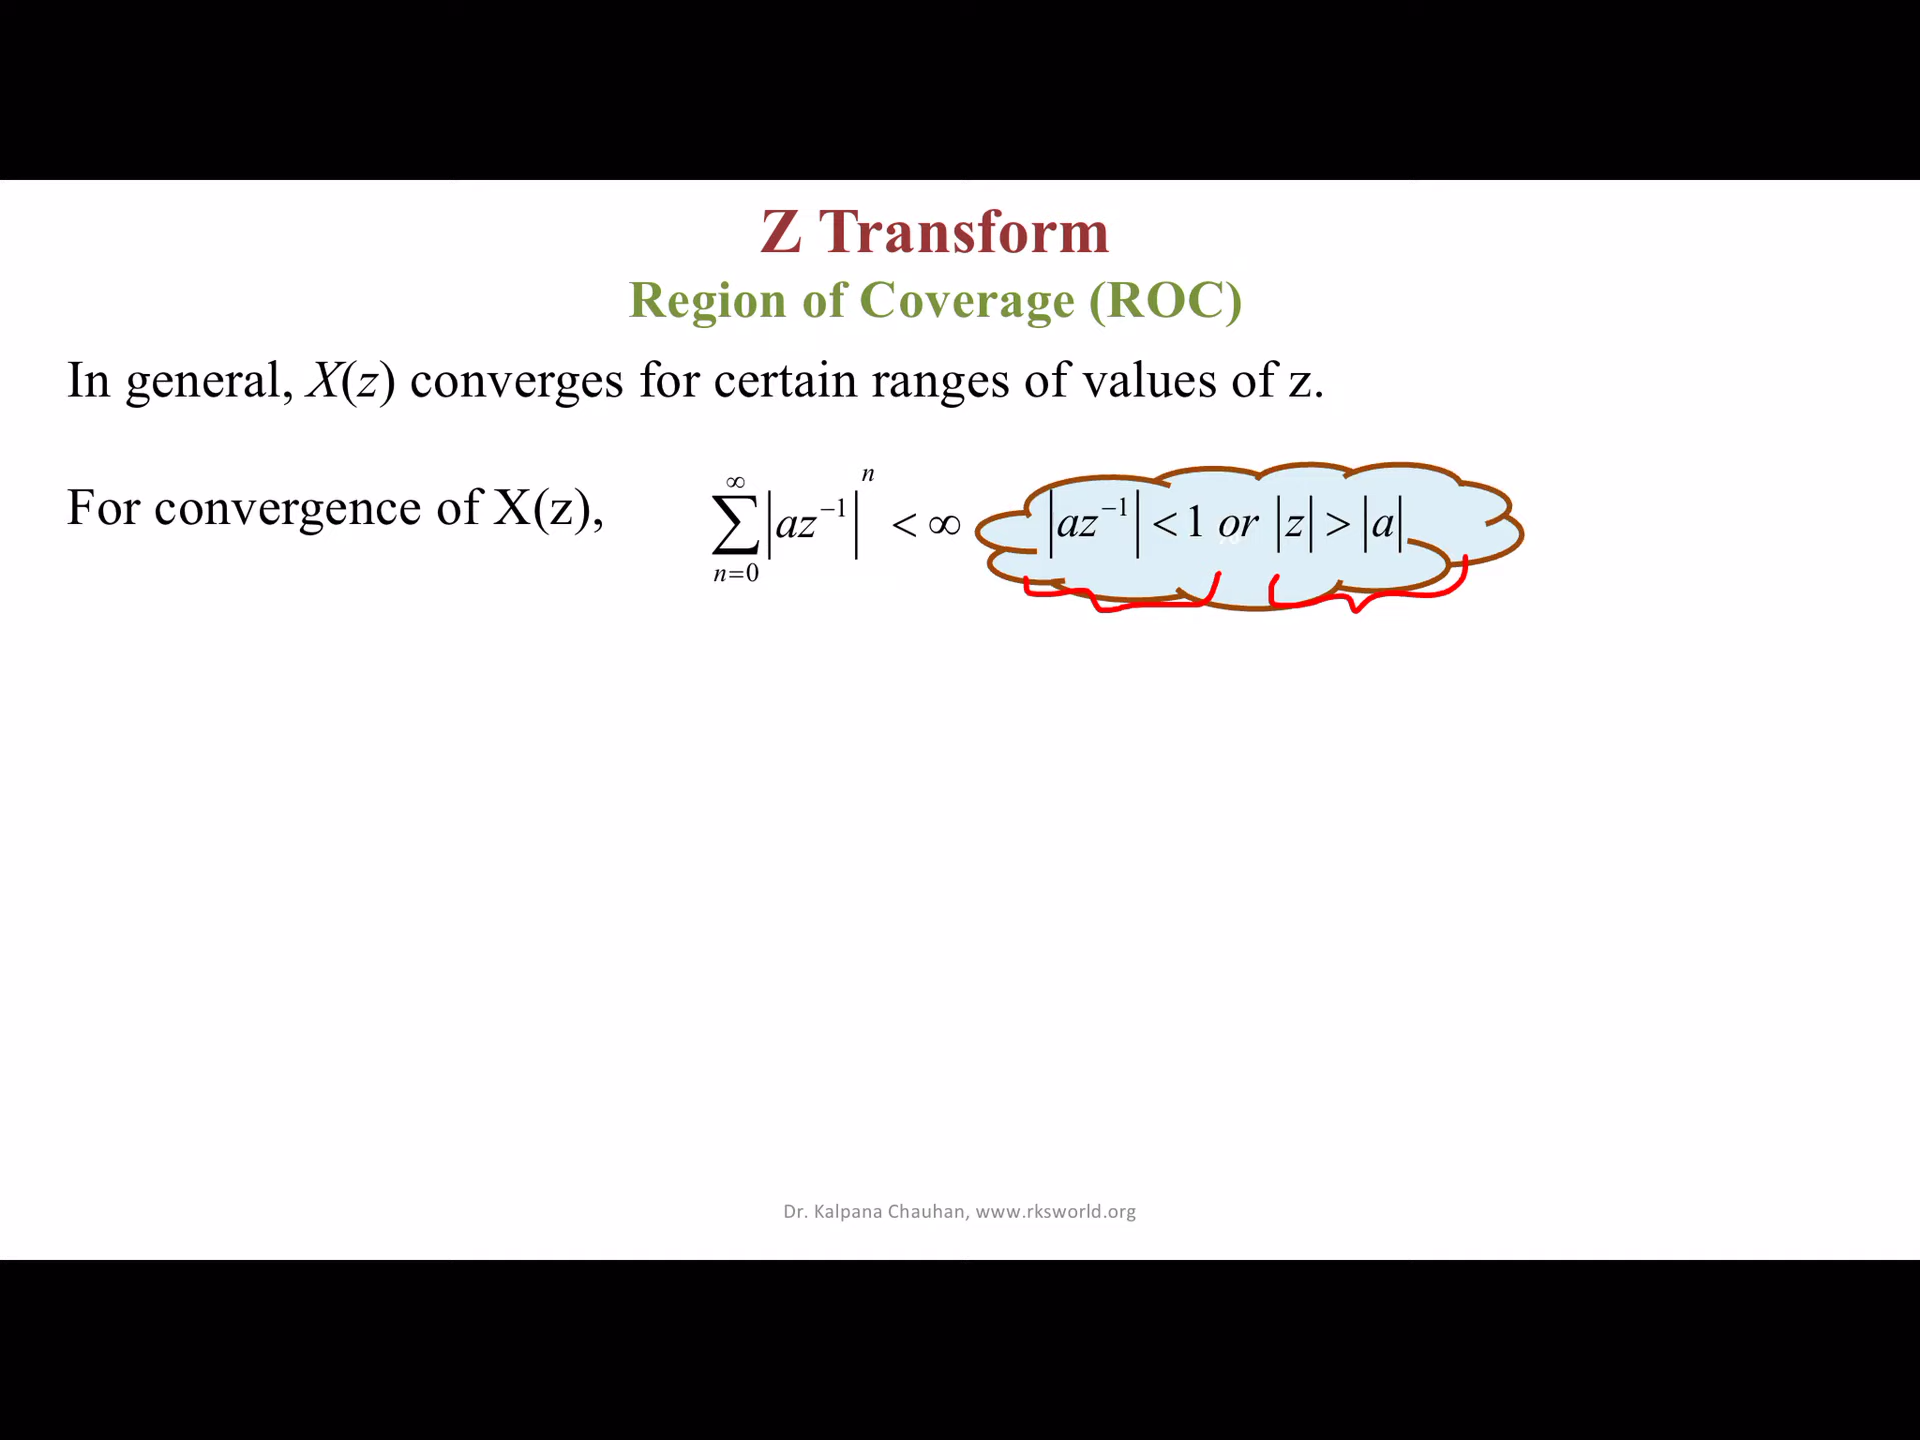 Z Transform
Region of Coverage (ROC)
In general, X(z) converges for certain ranges of values of z.
For convergence of X(z), ∑_{n=0}^{∞} |az⁻¹|ⁿ < ∞ |az⁻¹| < 1 or |z| > |a|
Dr. Kalpana Chauhan, www.rksworld.org